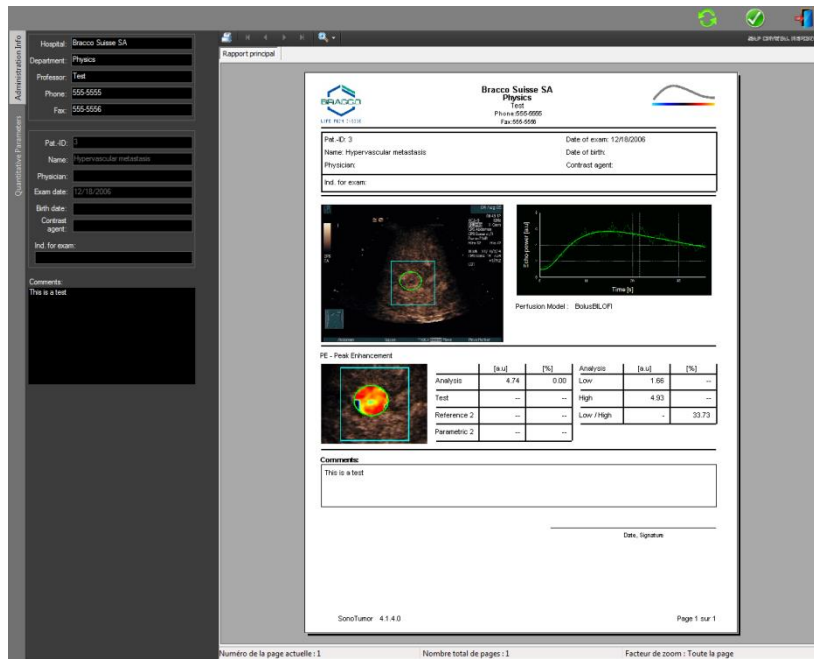 Administration Info
Quantitative Parameters
Hospital: Bracco Suisse SA
Department: Physics
Professor: Test
Phone: 555-5555
Fax: 555-5556
Pat.-ID: 3
Name: Hypervascular metastasis
Physician:
Exam date: 12/18/2006
Birth date:
Contrast
agent:
Ind. for exam:
Comments:
This is a test
Rapport principal
BRACCO
LIFE FROM INSIDE
Bracco Suisse SA
Physics
Test
Phone:555-5555
Fax:555-5556
Pat.-ID: 3 Date of exam: 12/18/2006
Name: Hypervascular metastasis Date of birth:
Physician: Contrast agent:
Ind. for exam:
Echo-power [a.u]
Time [s]
Perfusion Model : BolusBILOFI
PE - Peak Enhancement
[a.u] [%] Analysis [a.u] [%]
Analysis 4.74 0.00 Low 1.66 --
Test -- -- High 4.93 --
Reference 2 -- -- Low / High - 33.73
Parametric 2 -- --
Comments:
This is a test
Date, Signature
SonoTumor 4.1.4.0 Page 1 sur 1
Numéro de la page actuelle : 1 Nombre total de pages : 1 Facteur de zoom : Toute la page